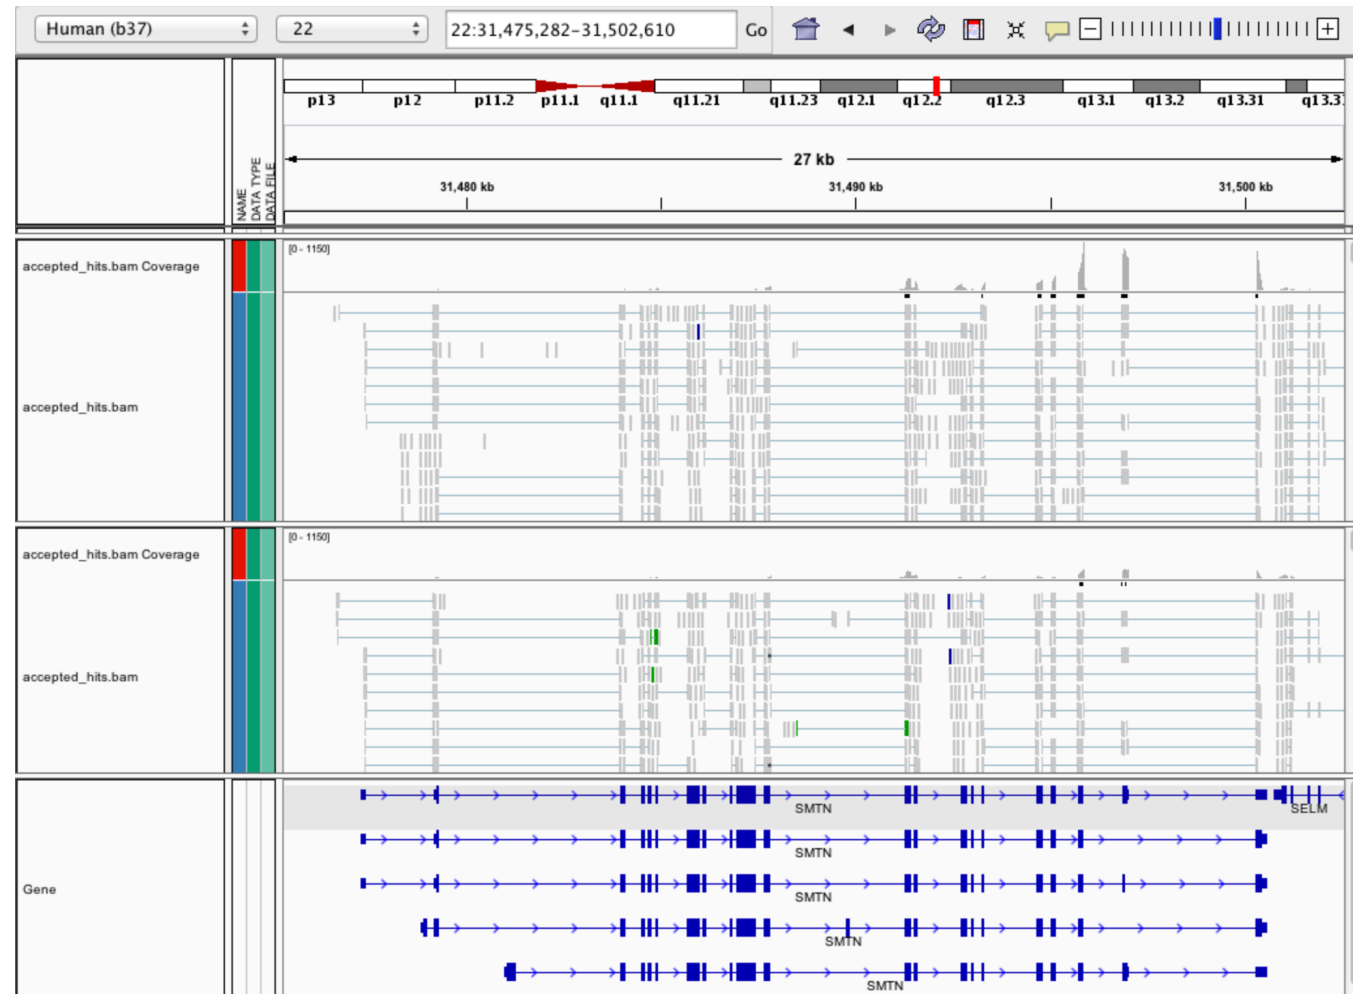 Human (b37) 22 22:31,475,282-31,502,610 Go
p13 p12 p11.2 p11.1 q11.1 q11.21 q11.23 q12.1 q12.2 q12.3 q13.1 q13.2 q13.31
27 kb
31,480 kb 31,490 kb 31,500 kb
NAME
DATA TYPE
DATA FILE
accepted_hits.bam Coverage
[0 - 1150]
accepted_hits.bam
accepted_hits.bam Coverage
[0 - 1150]
accepted_hits.bam
Gene
SMTN SELM
SMTN
SMTN
SMTN
SMTN